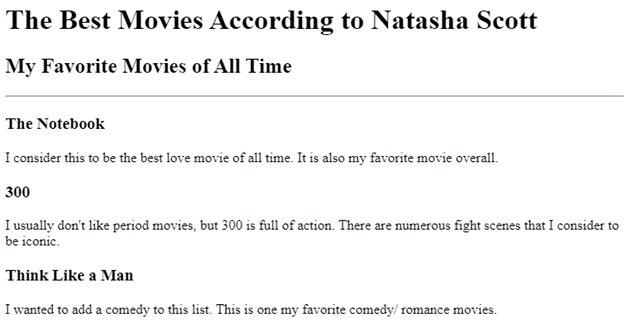 The Best Movies According to Natasha Scott
My Favorite Movies of All Time
The Notebook
I consider this to be the best love movie of all time. It is also my favorite movie overall.
300
I usually don't like period movies, but 300 is full of action. There are numerous fight scenes that I consider to
be iconic.
Think Like a Man
I wanted to add a comedy to this list. This is one my favorite comedy/ romance movies.